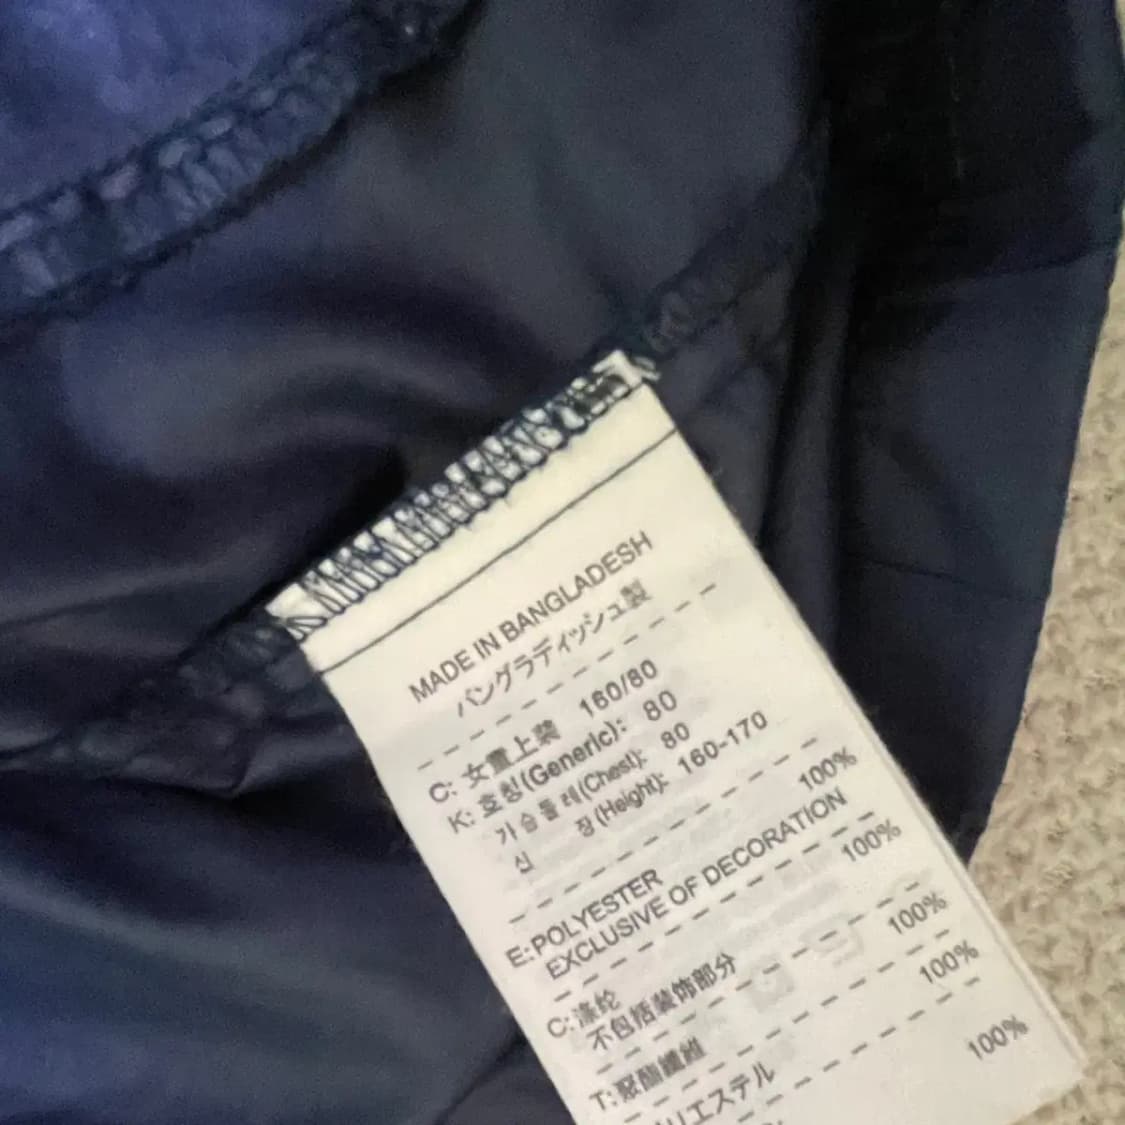 MADE IN BANGLADESH
バングラデイッシュ製
C: 女童上装 160/80
K: 호칭(Generic): 80
가슴둘레(Chest): 80
신 장(Height): 160-170
100%
E:POLYESTER
EXCLUSIVE OF DECORATION
100%
C:涤纶
不包括装饰部分
100%
T:聚酯纖維
100%
リエステル
100%